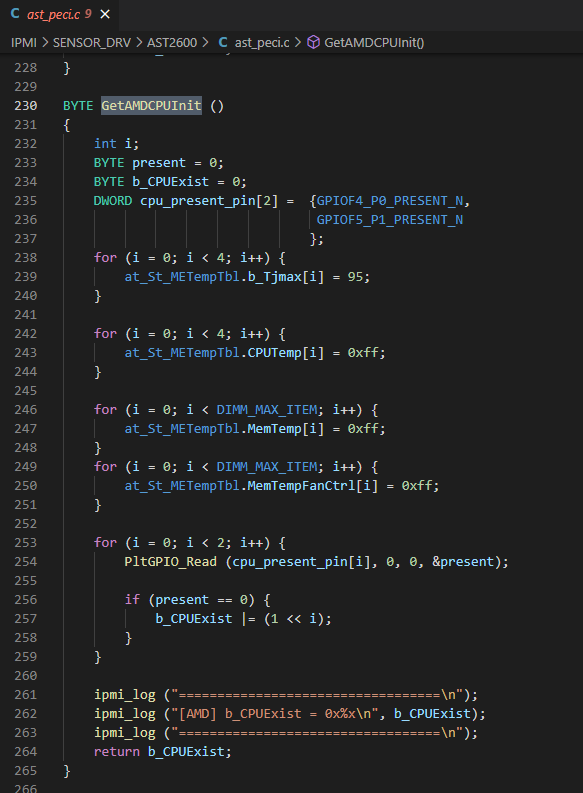 C ast_peci.c 9 ×
IPMI > SENSOR_DRV > AST2600 > C ast_peci.c > GetAMDCPUInit()
228 }
229
230 BYTE GetAMDCPUInit ()
231 {
232     int i;
233     BYTE present = 0;
234     BYTE b_CPUExist = 0;
235     DWORD cpu_present_pin[2] =  {GPIOF4_P0_PRESENT_N,
236                                  GPIOF5_P1_PRESENT_N
237                                 };
238     for (i = 0; i < 4; i++) {
239         at_St_METempTbl.b_Tjmax[i] = 95;
240     }
241
242     for (i = 0; i < 4; i++) {
243         at_St_METempTbl.CPUTemp[i] = 0xff;
244     }
245
246     for (i = 0; i < DIMM_MAX_ITEM; i++) {
247         at_St_METempTbl.MemTemp[i] = 0xff;
248     }
249     for (i = 0; i < DIMM_MAX_ITEM; i++) {
250         at_St_METempTbl.MemTempFanCtrl[i] = 0xff;
251     }
252
253     for (i = 0; i < 2; i++) {
254         PltGPIO_Read (cpu_present_pin[i], 0, 0, &present);
255
256         if (present == 0) {
257             b_CPUExist |= (1 << i);
258         }
259     }
260
261     ipmi_log ("==================================\n");
262     ipmi_log ("[AMD] b_CPUExist = 0x%x\n", b_CPUExist);
263     ipmi_log ("==================================\n");
264     return b_CPUExist;
265 }
266